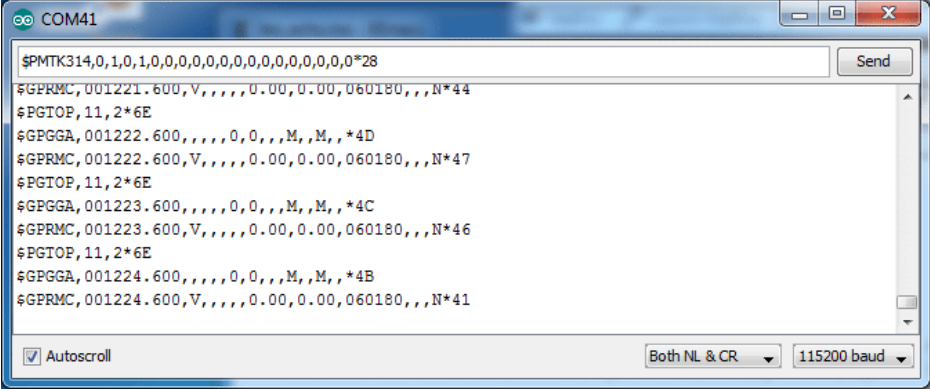 COM41
$PMTK314,0,1,0,1,0,0,0,0,0,0,0,0,0,0,0,0,0,0,0*28
Send
$GPRMC,001221.600,V,,,,,0.00,0.00,060180,,,N*44
$PGTOP,11,2*6E
$GPGGA,001222.600,,,,,0,0,,,M,,M,,*4D
$GPRMC,001222.600,V,,,,,0.00,0.00,060180,,,N*47
$PGTOP,11,2*6E
$GPGGA,001223.600,,,,,0,0,,,M,,M,,*4C
$GPRMC,001223.600,V,,,,,0.00,0.00,060180,,,N*46
$PGTOP,11,2*6E
$GPGGA,001224.600,,,,,0,0,,,M,,M,,*4B
$GPRMC,001224.600,V,,,,,0.00,0.00,060180,,,N*41
Autoscroll
Both NL & CR
115200 baud